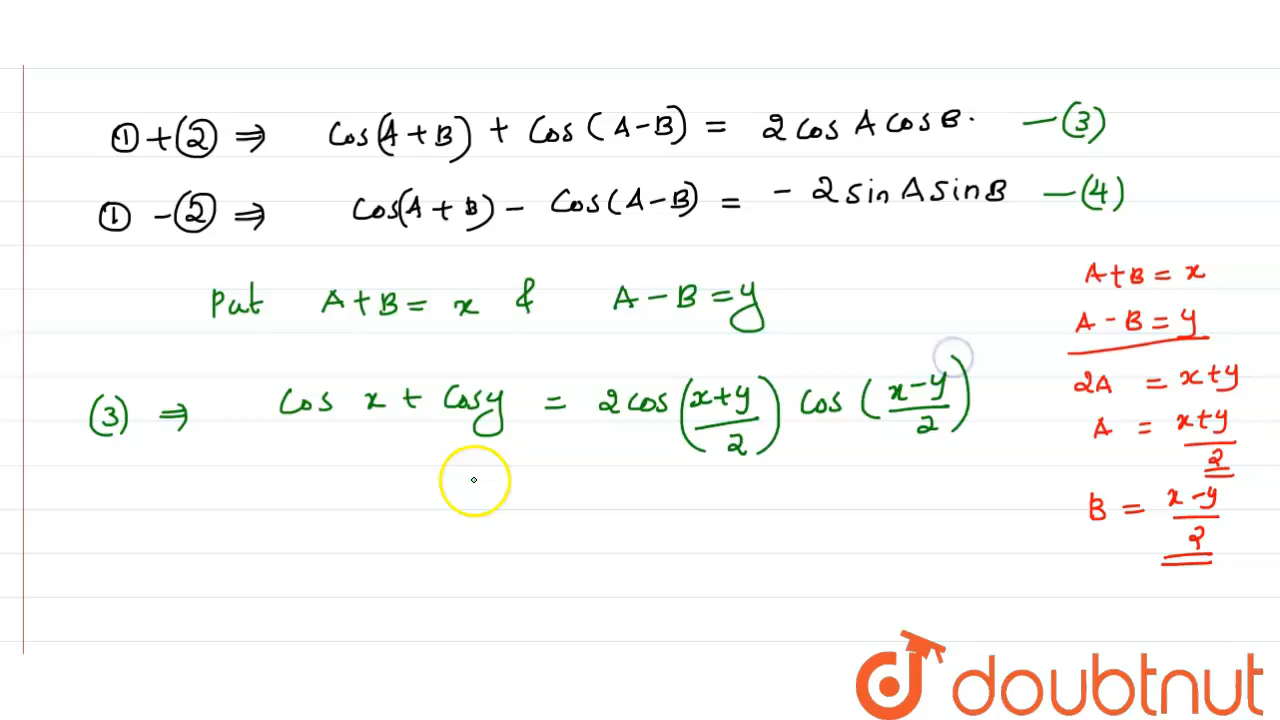 ① + ② ⇒ Cos(A + B) + Cos(A - B) = 2 cos A cos B. — (3)
① - ② ⇒ Cos(A + B) - Cos(A - B) = - 2 sin A sin B — (4)
Put A + B = x & A - B = y
(3) ⇒ Cos x + Cos y = 2 cos ((x+y)/2) cos ((x-y)/2)
A + B = x
A - B = y
2A = x+y
A = (x+y)/2
B = (x-y)/2
doubtnut